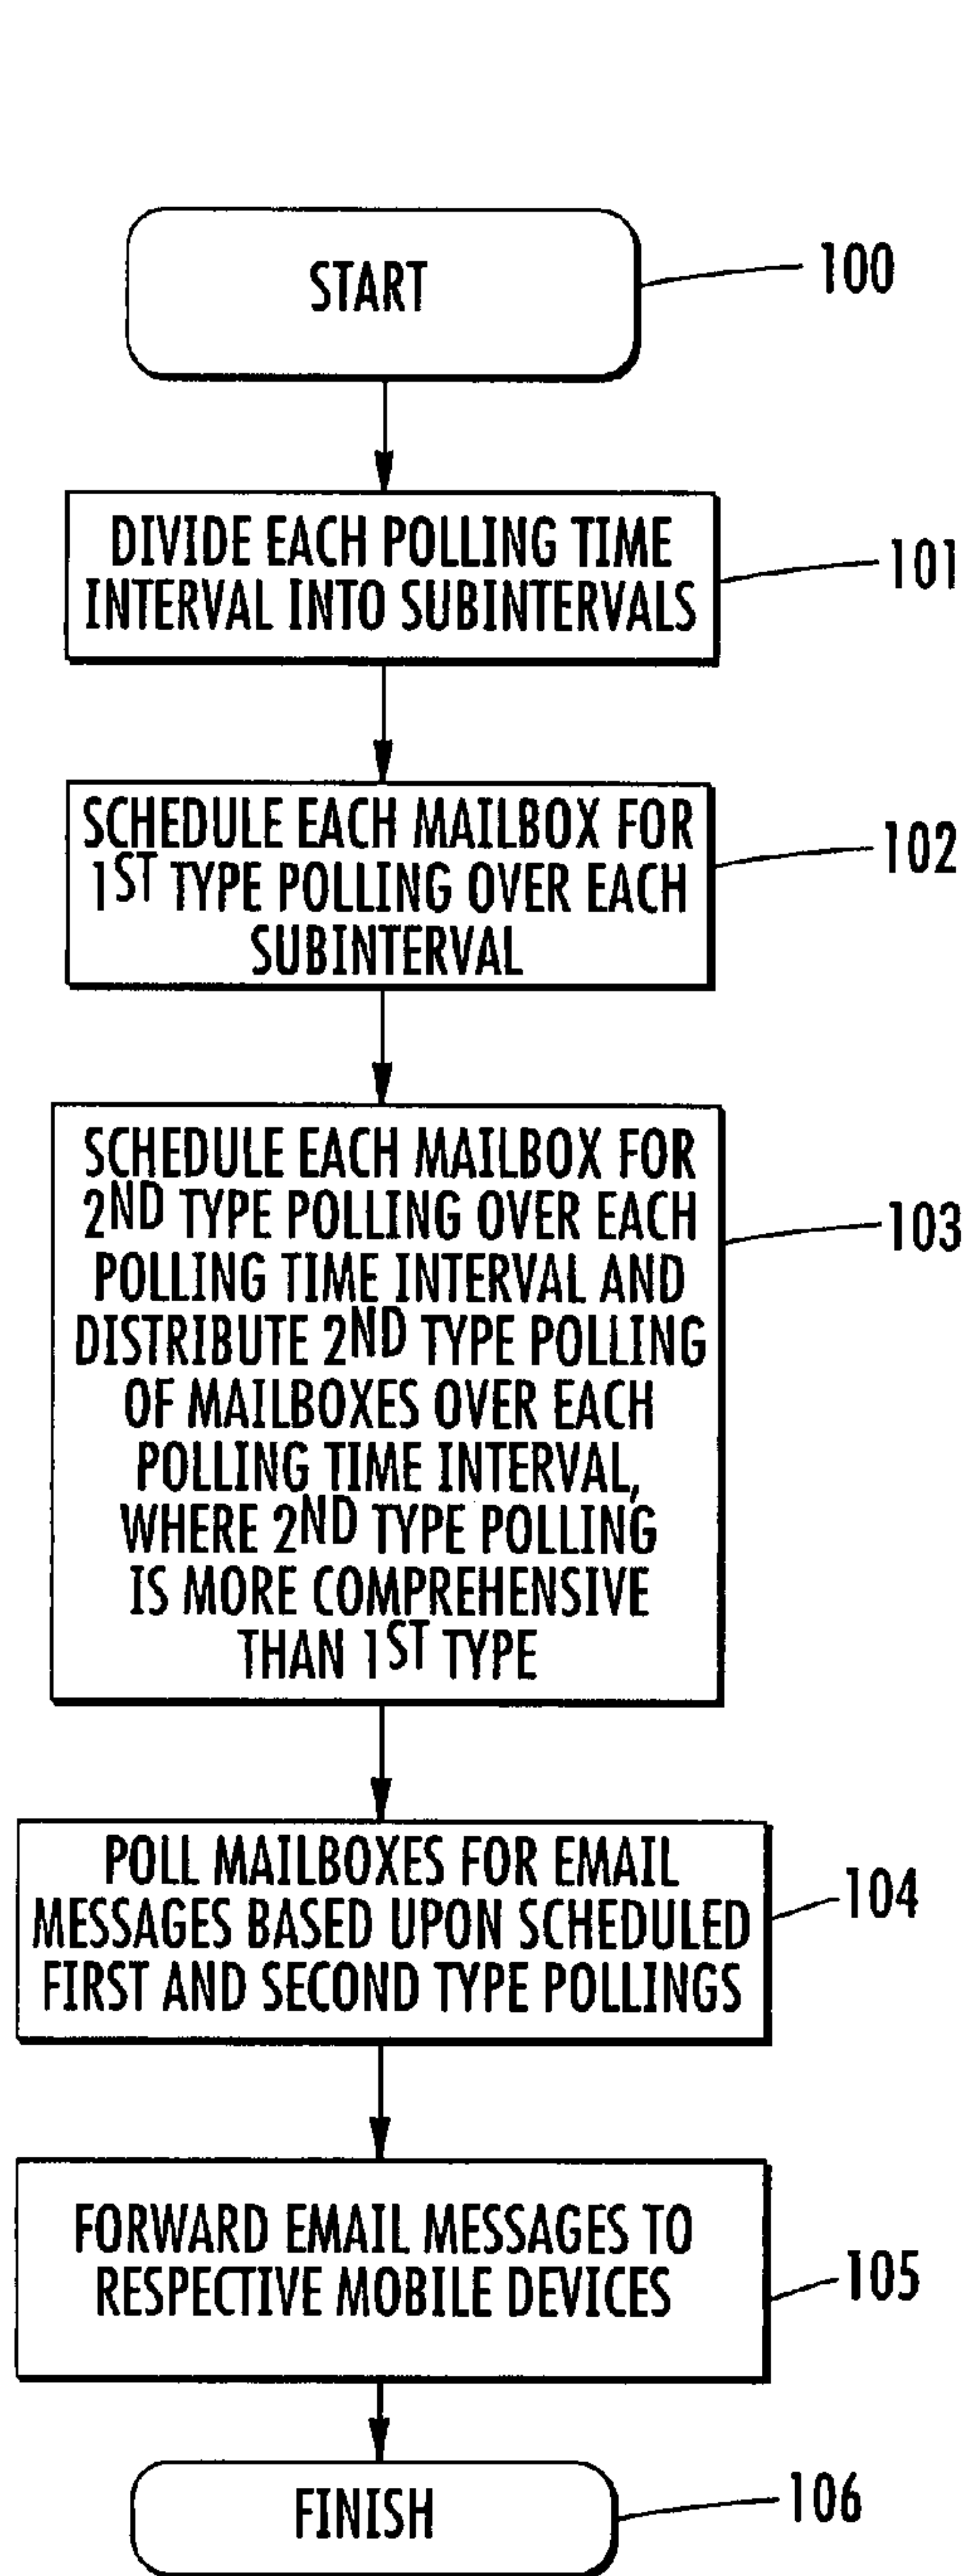 START
100
DIVIDE EACH POLLING TIME
INTERVAL INTO SUBINTERVALS
101
SCHEDULE EACH MAILBOX FOR
1ST TYPE POLLING OVER EACH
SUBINTERVAL
102
SCHEDULE EACH MAILBOX FOR
2ND TYPE POLLING OVER EACH
POLLING TIME INTERVAL AND
DISTRIBUTE 2ND TYPE POLLING
OF MAILBOXES OVER EACH
POLLING TIME INTERVAL,
WHERE 2ND TYPE POLLING
IS MORE COMPREHENSIVE
THAN 1ST TYPE
103
POLL MAILBOXES FOR EMAIL
MESSAGES BASED UPON SCHEDULED
FIRST AND SECOND TYPE POLLINGS
104
FORWARD EMAIL MESSAGES TO
RESPECTIVE MOBILE DEVICES
105
FINISH
106